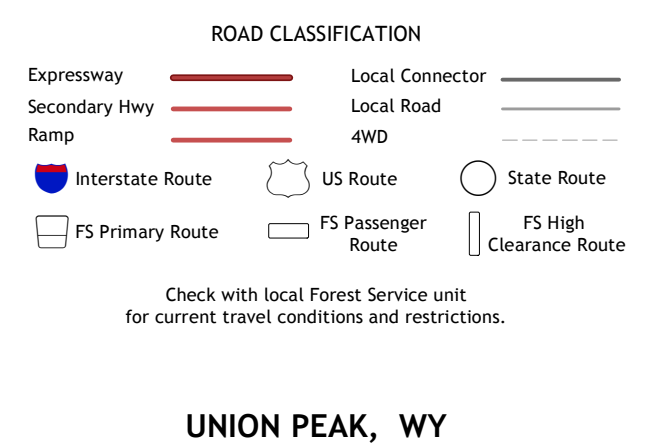 ROAD CLASSIFICATION
Expressway
Local Connector
Secondary Hwy
Local Road
Ramp
4WD
Interstate Route
US Route
State Route
FS Primary Route
FS Passenger
Route
FS High
Clearance Route
Check with local Forest Service unit
for current travel conditions and restrictions.
UNION PEAK, WY